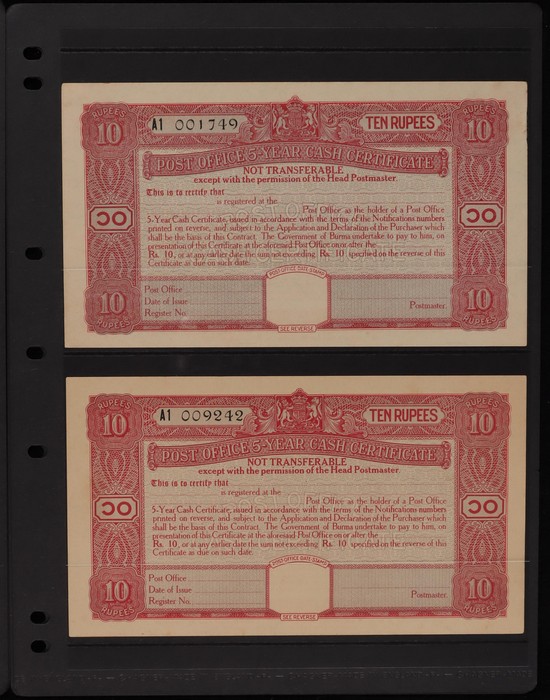 RUPEES
10
A1 001749
TEN RUPEES
RUPEES
10
POST OFFICE 5-YEAR CASH CERTIFICATE
NOT TRANSFERABLE
except with the permission of the Head Postmaster.
This is to certify that
is registered at the
Post Office as the holder of a Post Office
5-Year Cash Certificate, issued in accordance with the terms of the Notifications numbers
printed on reverse, and subject to the Application and Declaration of the Purchaser which
shall be the basis of this Contract. The Government of Burma undertake to pay to him, on
presentation of this Certificate at the aforesaid Post Office on or after the
Rs. 10, or at any earlier date the sum not exceeding Rs. 10 specified on the reverse of this
Certificate as due on such date.
၁၀
၁၀
POST OFFICE DATE STAMP
Post Office
Date of Issue
Register No.
Postmaster.
10
RUPEES
10
RUPEES
SEE REVERSE
RUPEES
10
A1 009242
TEN RUPEES
RUPEES
10
POST OFFICE 5-YEAR CASH CERTIFICATE
NOT TRANSFERABLE
except with the permission of the Head Postmaster.
This is to certify that
is registered at the
Post Office as the holder of a Post Office
5-Year Cash Certificate, issued in accordance with the terms of the Notifications numbers
printed on reverse, and subject to the Application and Declaration of the Purchaser which
shall be the basis of this Contract. The Government of Burma undertake to pay to him, on
presentation of this Certificate at the aforesaid Post Office on or after the
Rs. 10, or at any earlier date the sum not exceeding Rs. 10 specified on the reverse of this
Certificate as due on such date.
၁၀
၁၀
POST OFFICE DATE STAMP
Post Office
Date of Issue
Register No.
Postmaster.
10
RUPEES
10
RUPEES
SEE REVERSE